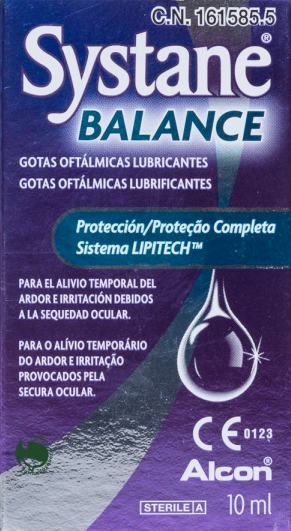 C.N. 161585.5
Systane®
BALANCE
GOTAS OFTÁLMICAS LUBRICANTES
GOTAS OFTÁLMICAS LUBRIFICANTES
Protección/Proteção Completa
Sistema LIPITECH™
PARA EL ALIVIO TEMPORAL DEL
ARDOR E IRRITACIÓN DEBIDOS
A LA SEQUEDAD OCULAR.
PARA O ALÍVIO TEMPORÁRIO
DO ARDOR E IRRITAÇÃO
PROVOCADOS PELA
SECURA OCULAR.
CE 0123
Alcon®
STERILE A 10 ml